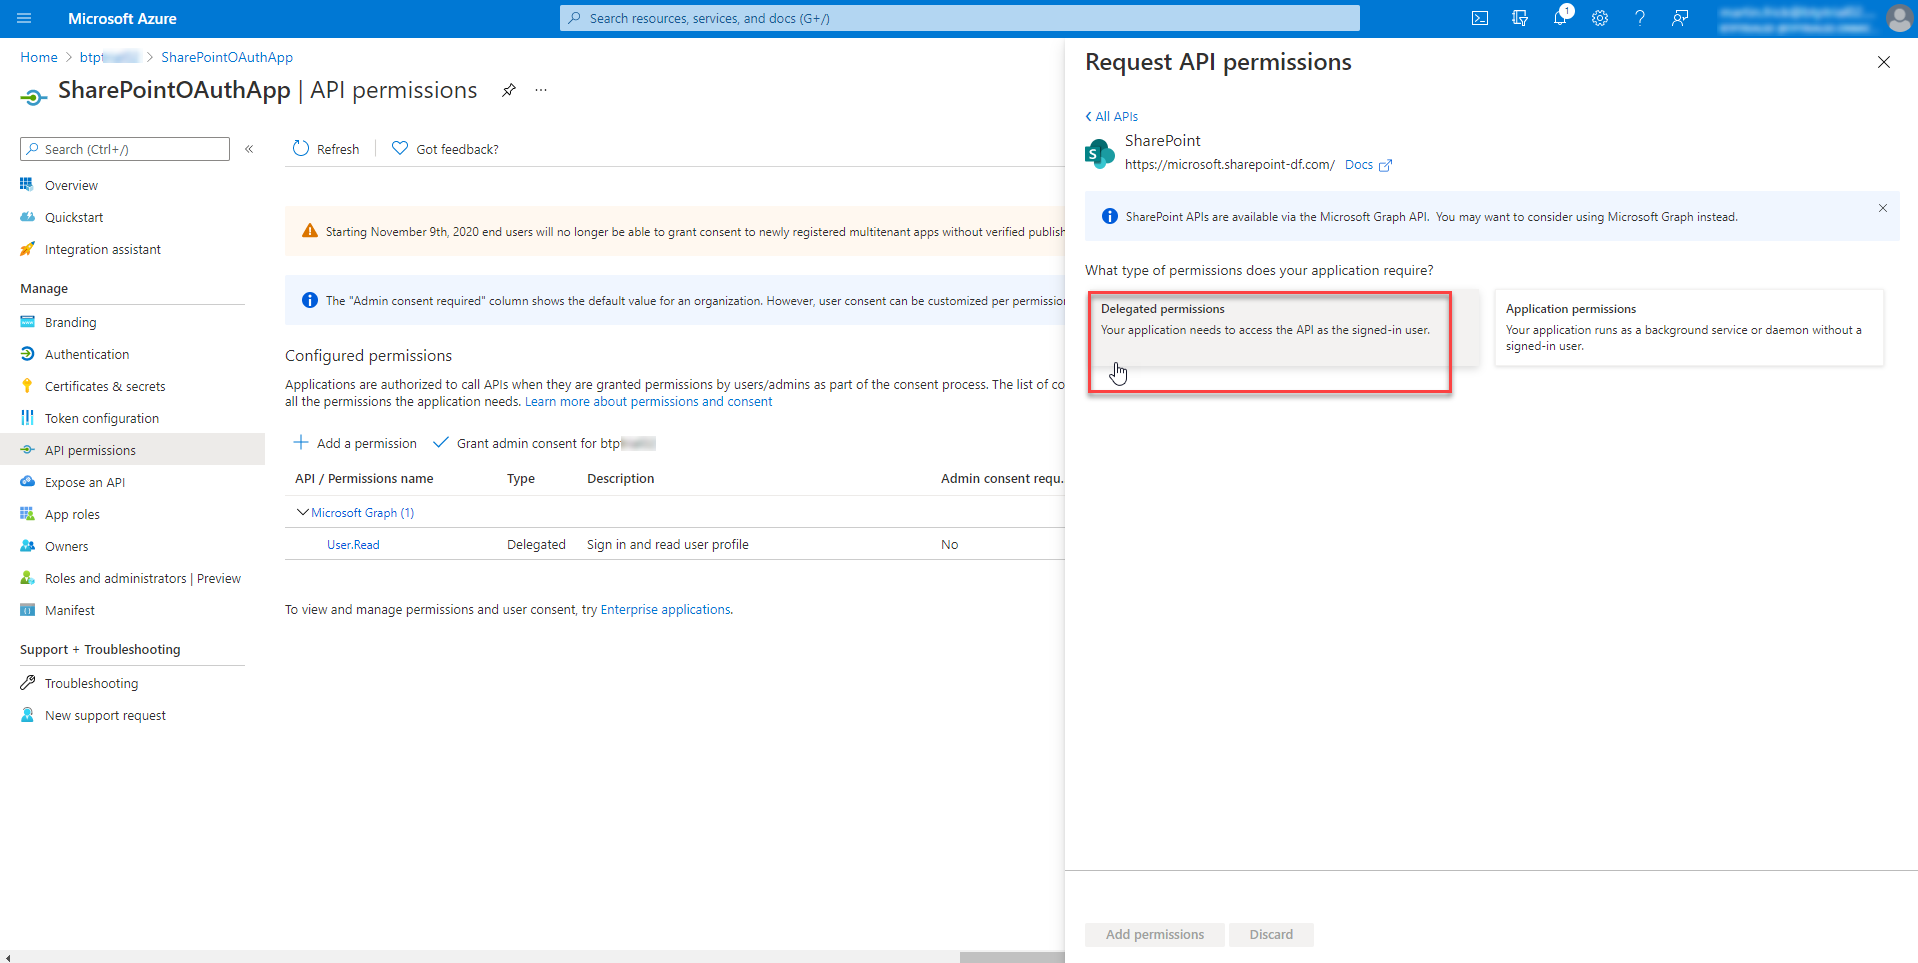 Microsoft Azure
Search resources, services, and docs (G+/)
1
Home > btpt > SharePointOAuthApp
SharePointOAuthApp | API permissions
...
Search (Ctrl+/)
«
Overview
Quickstart
Integration assistant
Manage
Branding
Authentication
Certificates & secrets
Token configuration
API permissions
Expose an API
App roles
Owners
Roles and administrators | Preview
Manifest
Support + Troubleshooting
Troubleshooting
New support request
Refresh
Got feedback?
Starting November 9th, 2020 end users will no longer be able to grant consent to newly registered multitenant apps without verified publish
The "Admin consent required" column shows the default value for an organization. However, user consent can be customized per permission
Configured permissions
Applications are authorized to call APIs when they are granted permissions by users/admins as part of the consent process. The list of co
all the permissions the application needs. Learn more about permissions and consent
Add a permission
Grant admin consent for btpt
API / Permissions name Type Description Admin consent requ.
Microsoft Graph (1)
User.Read Delegated Sign in and read user profile No
To view and manage permissions and user consent, try Enterprise applications.
Request API permissions
All APIs
S
SharePoint
https://microsoft.sharepoint-df.com/ Docs
SharePoint APIs are available via the Microsoft Graph API. You may want to consider using Microsoft Graph instead.
What type of permissions does your application require?
Delegated permissions
Your application needs to access the API as the signed-in user.
Application permissions
Your application runs as a background service or daemon without a
signed-in user.
Add permissions
Discard